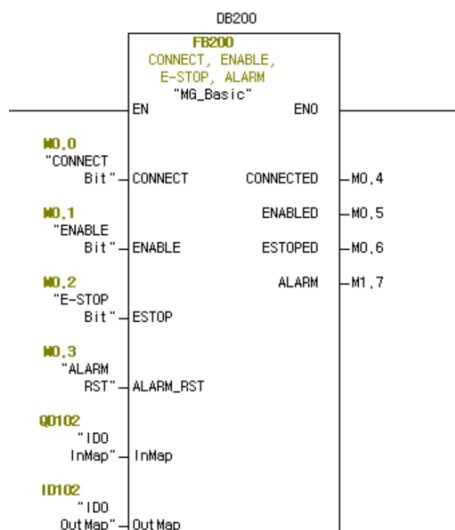 DB200
FB200
CONNECT, ENABLE,
E-STOP, ALARM
"MG_Basic"
EN ENO
M0.0
"CONNECT
Bit" CONNECT CONNECTED M0.4
M0.1 ENABLED M0.5
"ENABLE
Bit" ENABLE ESTOPED M0.6
M0.2 ALARM M1.7
"E-STOP
Bit" ESTOP
M0.3
"ALARM
RST" ALARM_RST
QD102
"IDO
InMap" InMap
ID102
"IDO
OutMap" OutMap